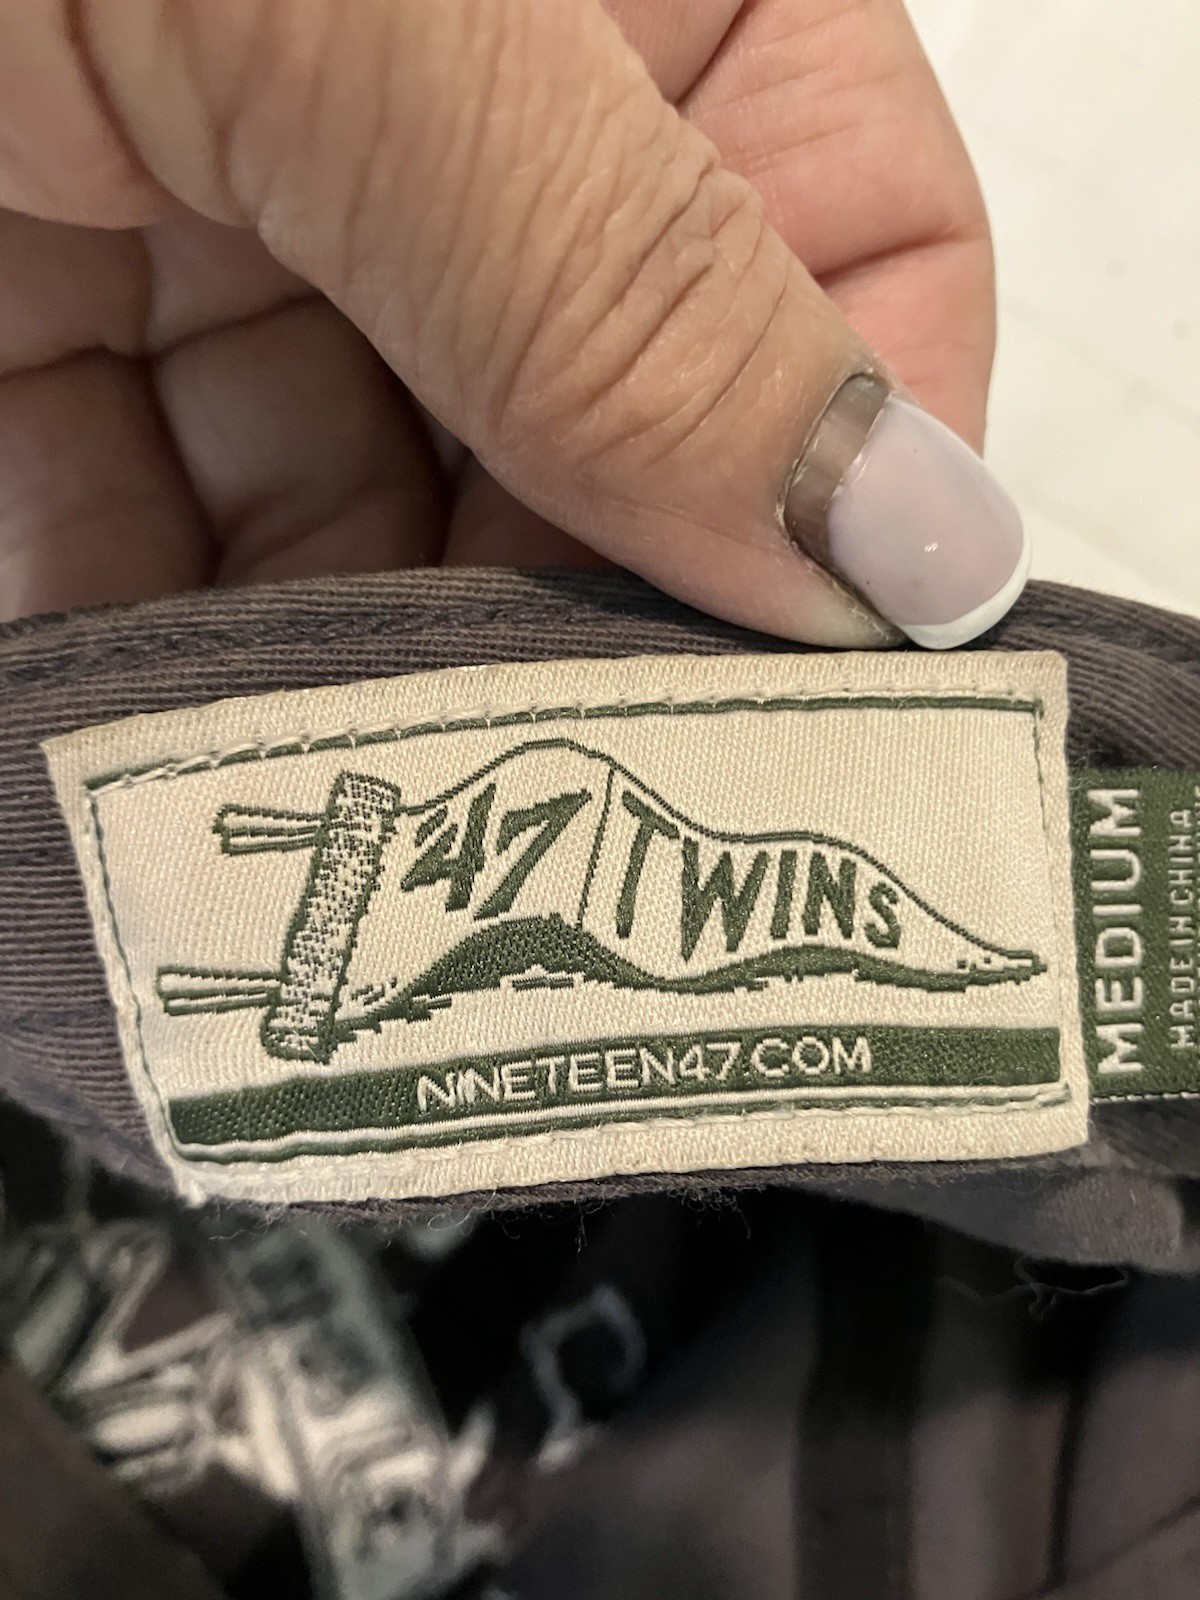 '47 TWINS
NINETEEN47.COM
MEDIUM
MADE IN CHINA